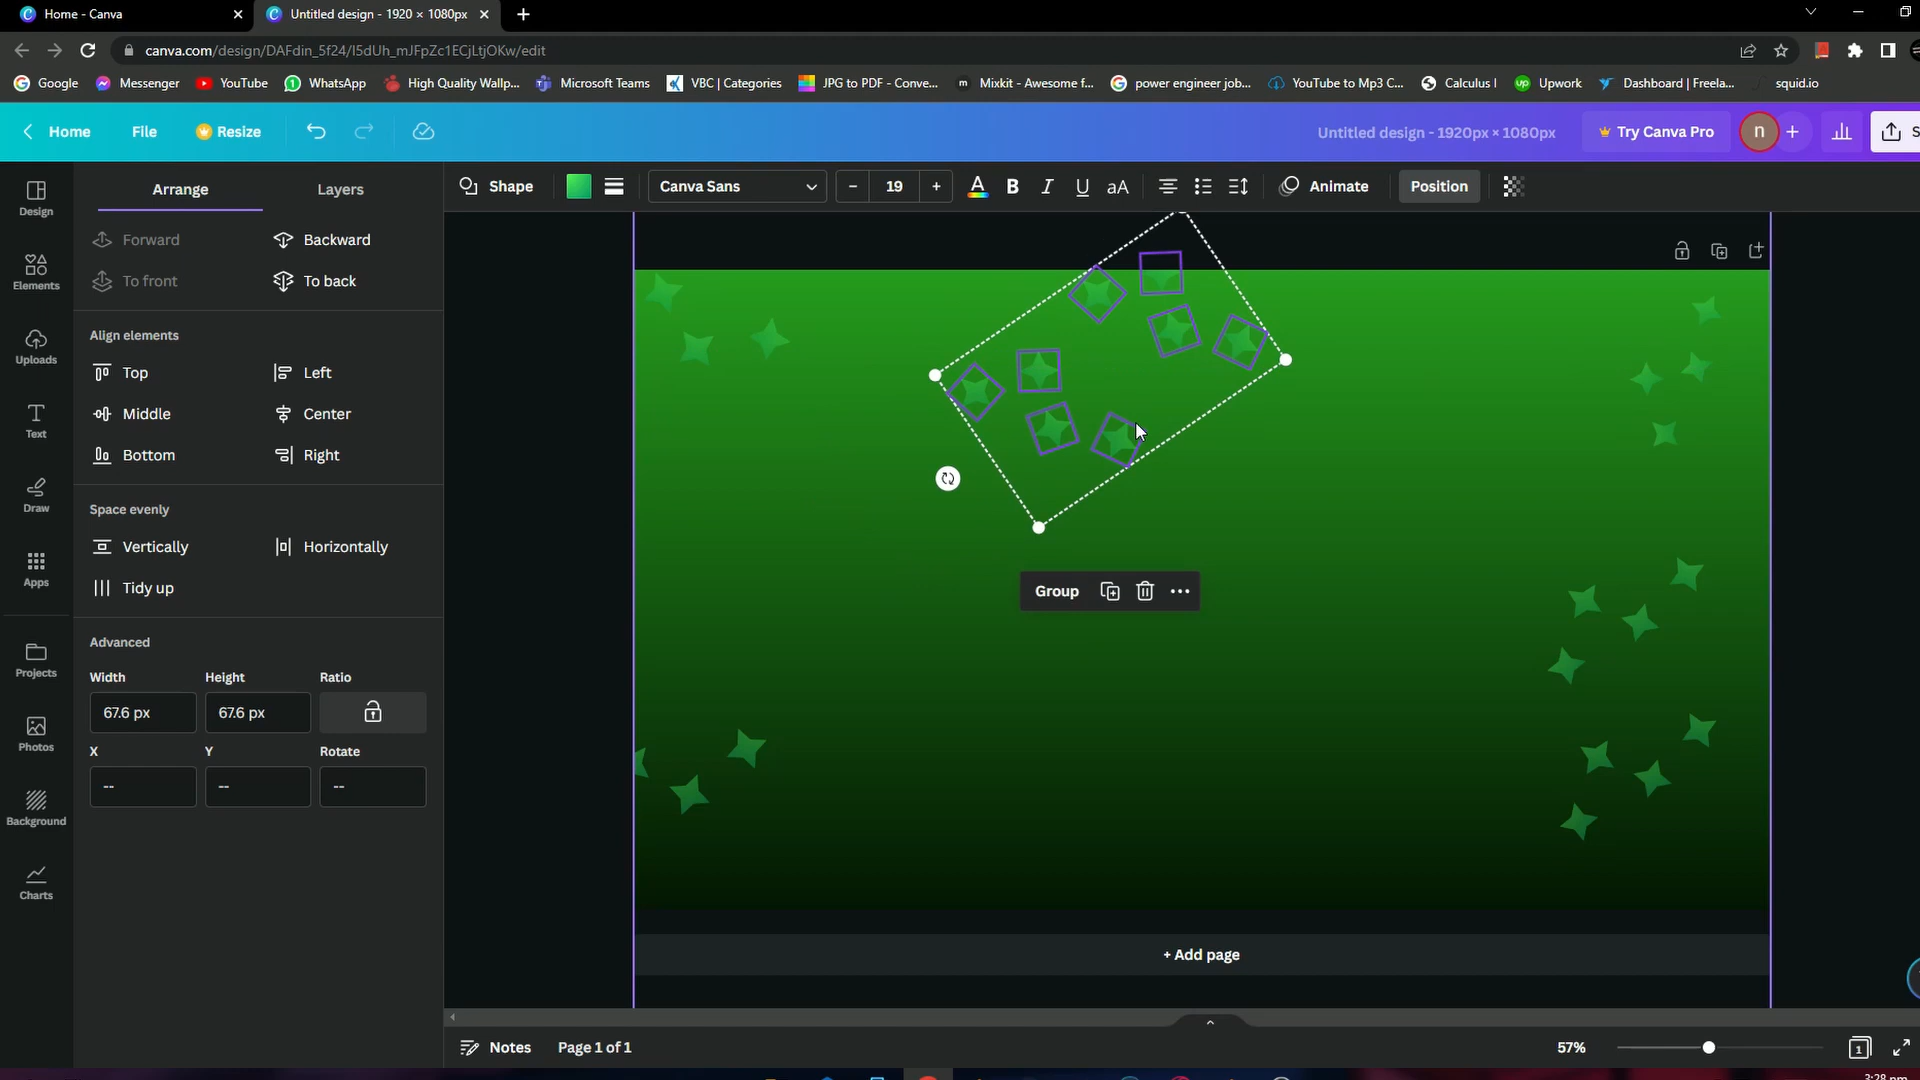 Home - Canva
Untitled design - 1920 × 1080px
canva.com/design/DAFdin_5f24/I5dUh_mJFpZc1ECjLtjOKw/edit
Google
Messenger
YouTube
WhatsApp
High Quality Wallp...
Microsoft Teams
VBC | Categories
JPG to PDF - Conve...
Mixkit - Awesome f...
power engineer job...
YouTube to Mp3 C...
Calculus I
Upwork
Dashboard | Freela...
squid.io
Home
File
Resize
Untitled design - 1920px × 1080px
Try Canva Pro
n
S
Design
Elements
Uploads
Text
Draw
Apps
Projects
Photos
Background
Charts
Arrange
Layers
Forward
Backward
To front
To back
Align elements
Top
Left
Middle
Center
Bottom
Right
Space evenly
Vertically
Horizontally
Tidy up
Advanced
Width
Height
Ratio
67.6 px
67.6 px
X
Y
Rotate
--
--
--
Shape
Canva Sans
19
A
B
I
U
aA
Animate
Position
Group
+ Add page
Notes
Page 1 of 1
57%
1
3:28 pm